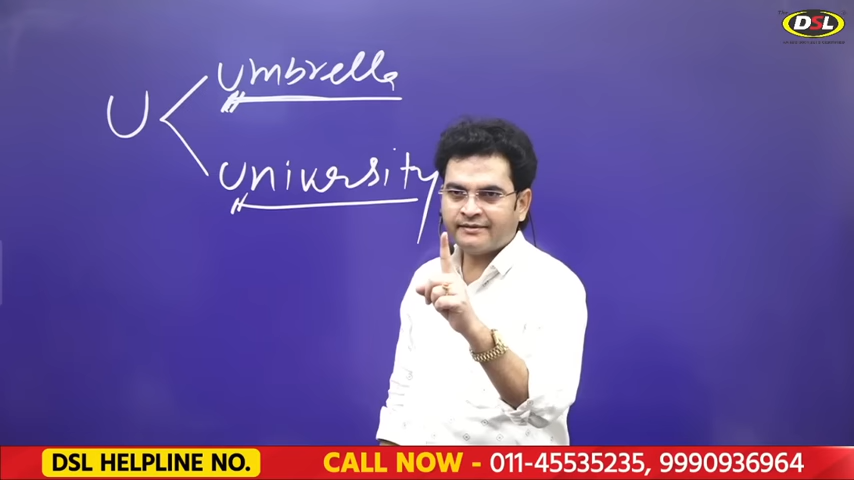 DSL
umbrella
U
university
DSL HELPLINE NO.
CALL NOW - 011-45535235, 9990936964